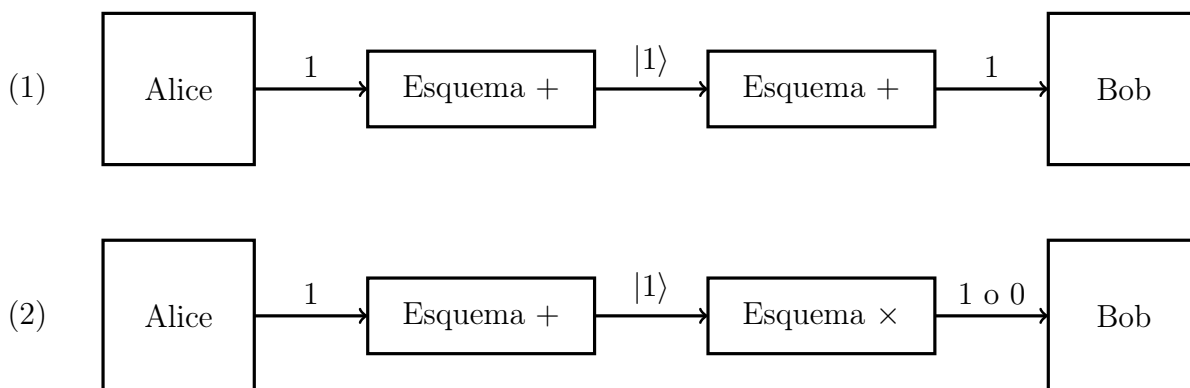 (1) Alice 1 Esquema + |1⟩ Esquema + 1 Bob
(2) Alice 1 Esquema + |1⟩ Esquema × 1 o 0 Bob